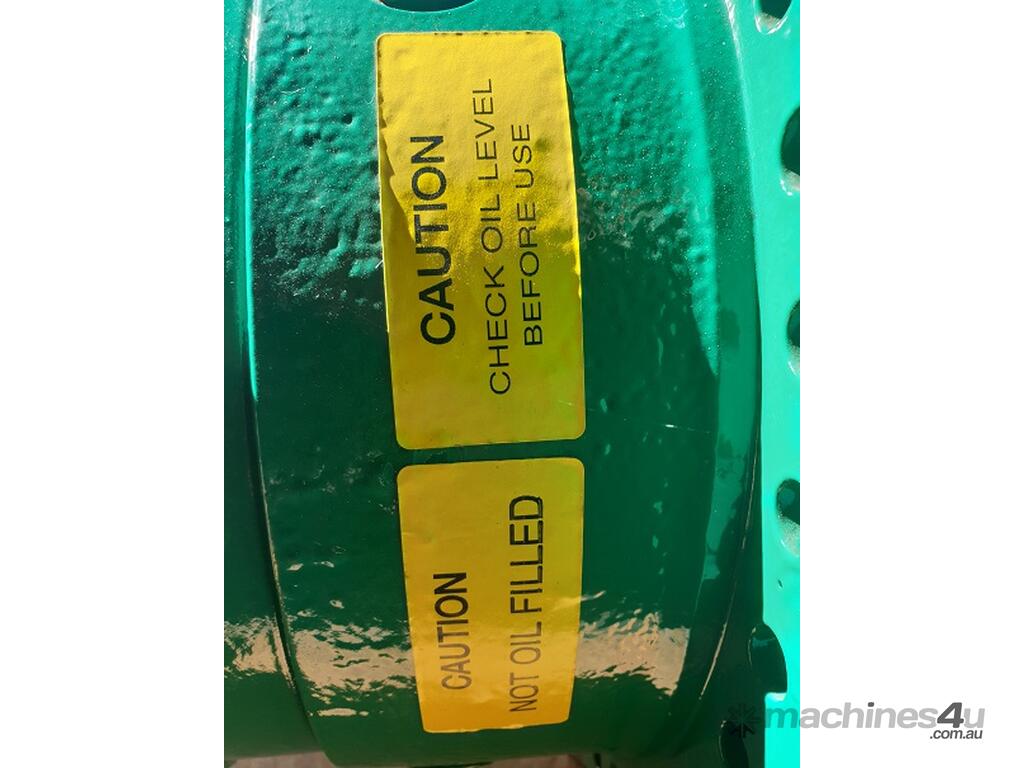 CAUTION
CHECK OIL LEVEL
BEFORE USE
CAUTION
NOT OIL FILLED
machines4u
.com.au